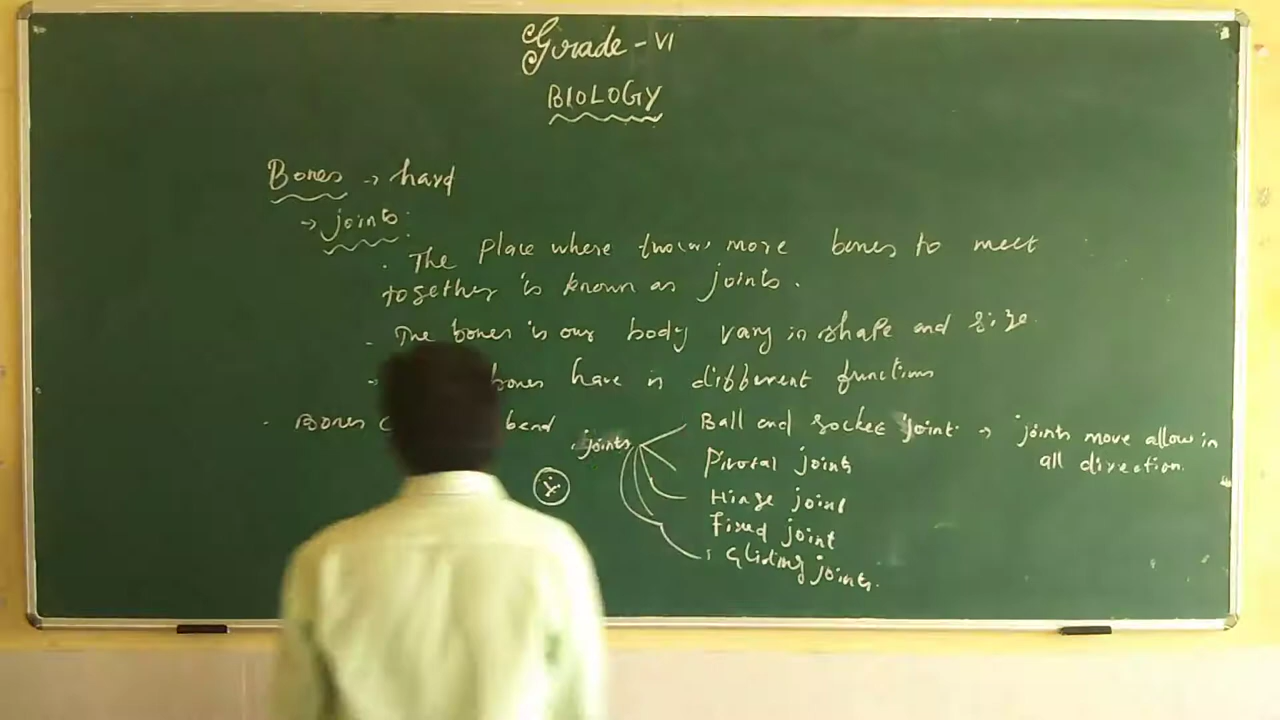 Grade - VI
BIOLOGY
Bones → hard
→ joints:
. The place where two (or) more bones to meet
together is known as joints.
- The bones is our body vary in shape and size.
→ bones have in different functions
. Bones bend
joints
Ball and socket joint → joints move allow in
all direction.
Pivotal joints
Hinge joint
Fixed joint
Gliding joints.